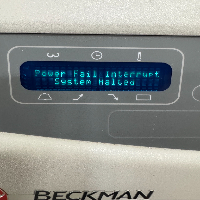 Power Fail Interrupt
System Halted
BECKMAN